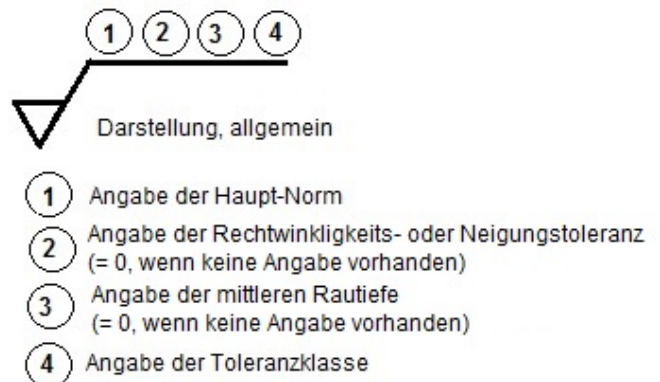 1 2 3 4
Darstellung, allgemein
1 Angabe der Haupt-Norm
2 Angabe der Rechtwinkligkeits- oder Neigungstoleranz
(= 0, wenn keine Angabe vorhanden)
3 Angabe der mittleren Rautiefe
(= 0, wenn keine Angabe vorhanden)
4 Angabe der Toleranzklasse